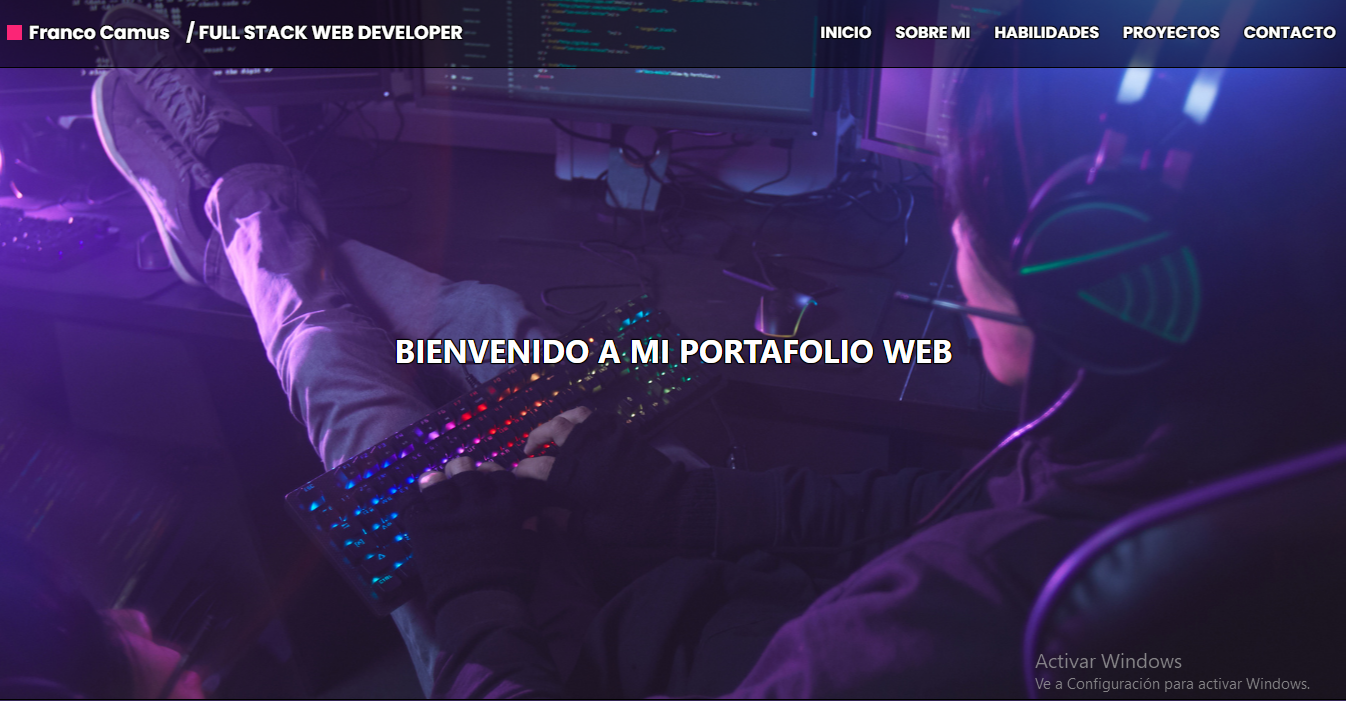 Franco Camus / FULL STACK WEB DEVELOPER
INICIO SOBRE MI HABILIDADES PROYECTOS CONTACTO
BIENVENIDO A MI PORTAFOLIO WEB
Activar Windows
Ve a Configuración para activar Windows.